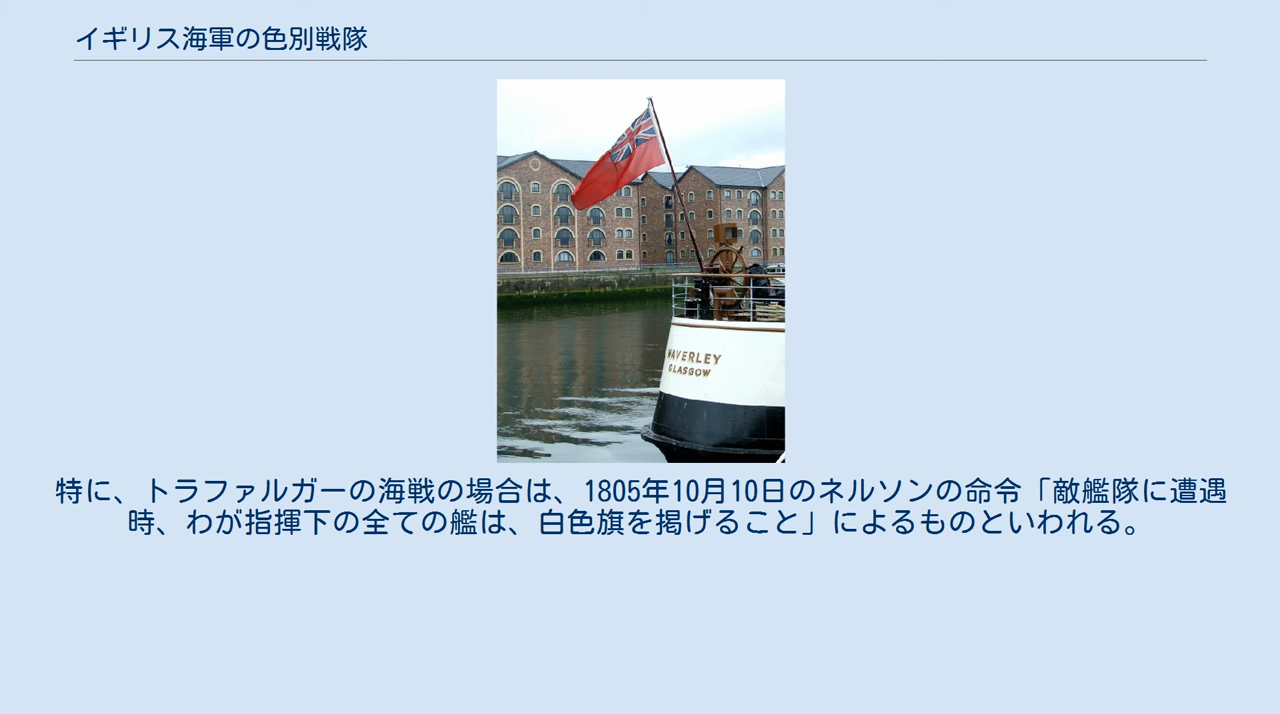 イギリス海軍の色別戦隊
WAVERLEY
GLASGOW
特に、トラファルガーの海戦の場合は、1805年10月10日のネルソンの命令「敵艦隊に遭遇
時、わが指揮下の全ての艦は、白色旗を掲げること」によるものといわれる。